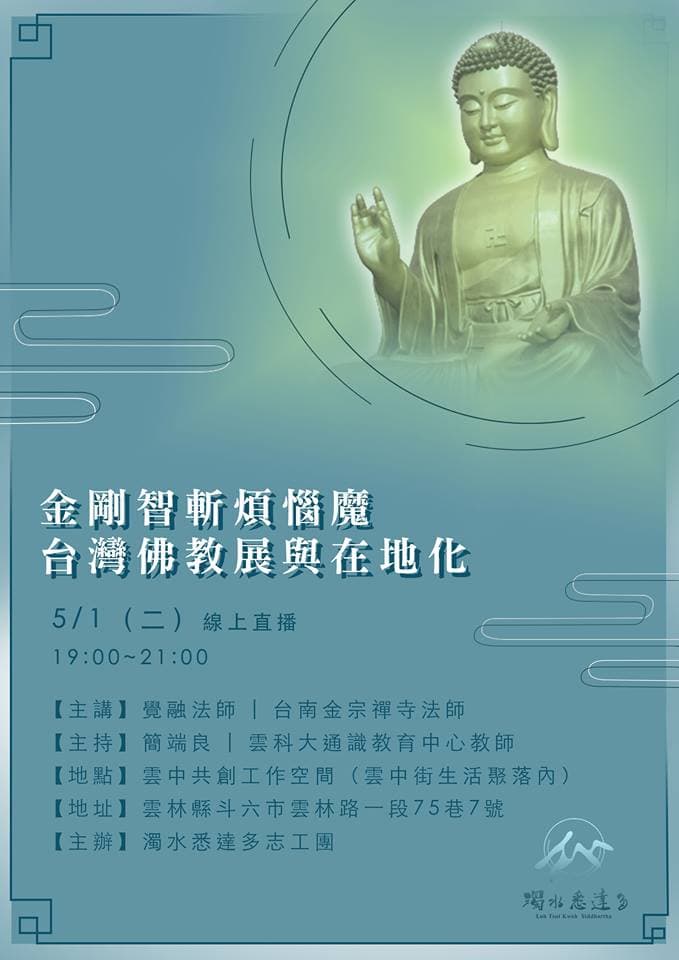 金剛智斬煩惱魔
台灣佛教展與在地化
5/1（二）線上直播
19:00~21:00
【主講】覺融法師｜台南金宗禪寺法師
【主持】簡端良｜雲科大通識教育中心教師
【地點】雲中共創工作空間（雲中街生活聚落內）
【地址】雲林縣斗六市雲林路一段75巷7號
【主辦】濁水悉達多志工團
濁水悉達多
Lun Tsui Kwih Siddhartha